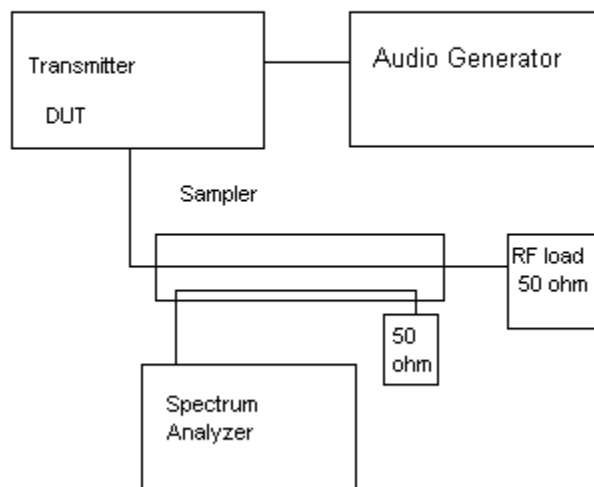 Transmitter
DUT
Audio Generator
Sampler
RF load
50 ohm
50
ohm
Spectrum
Analyzer